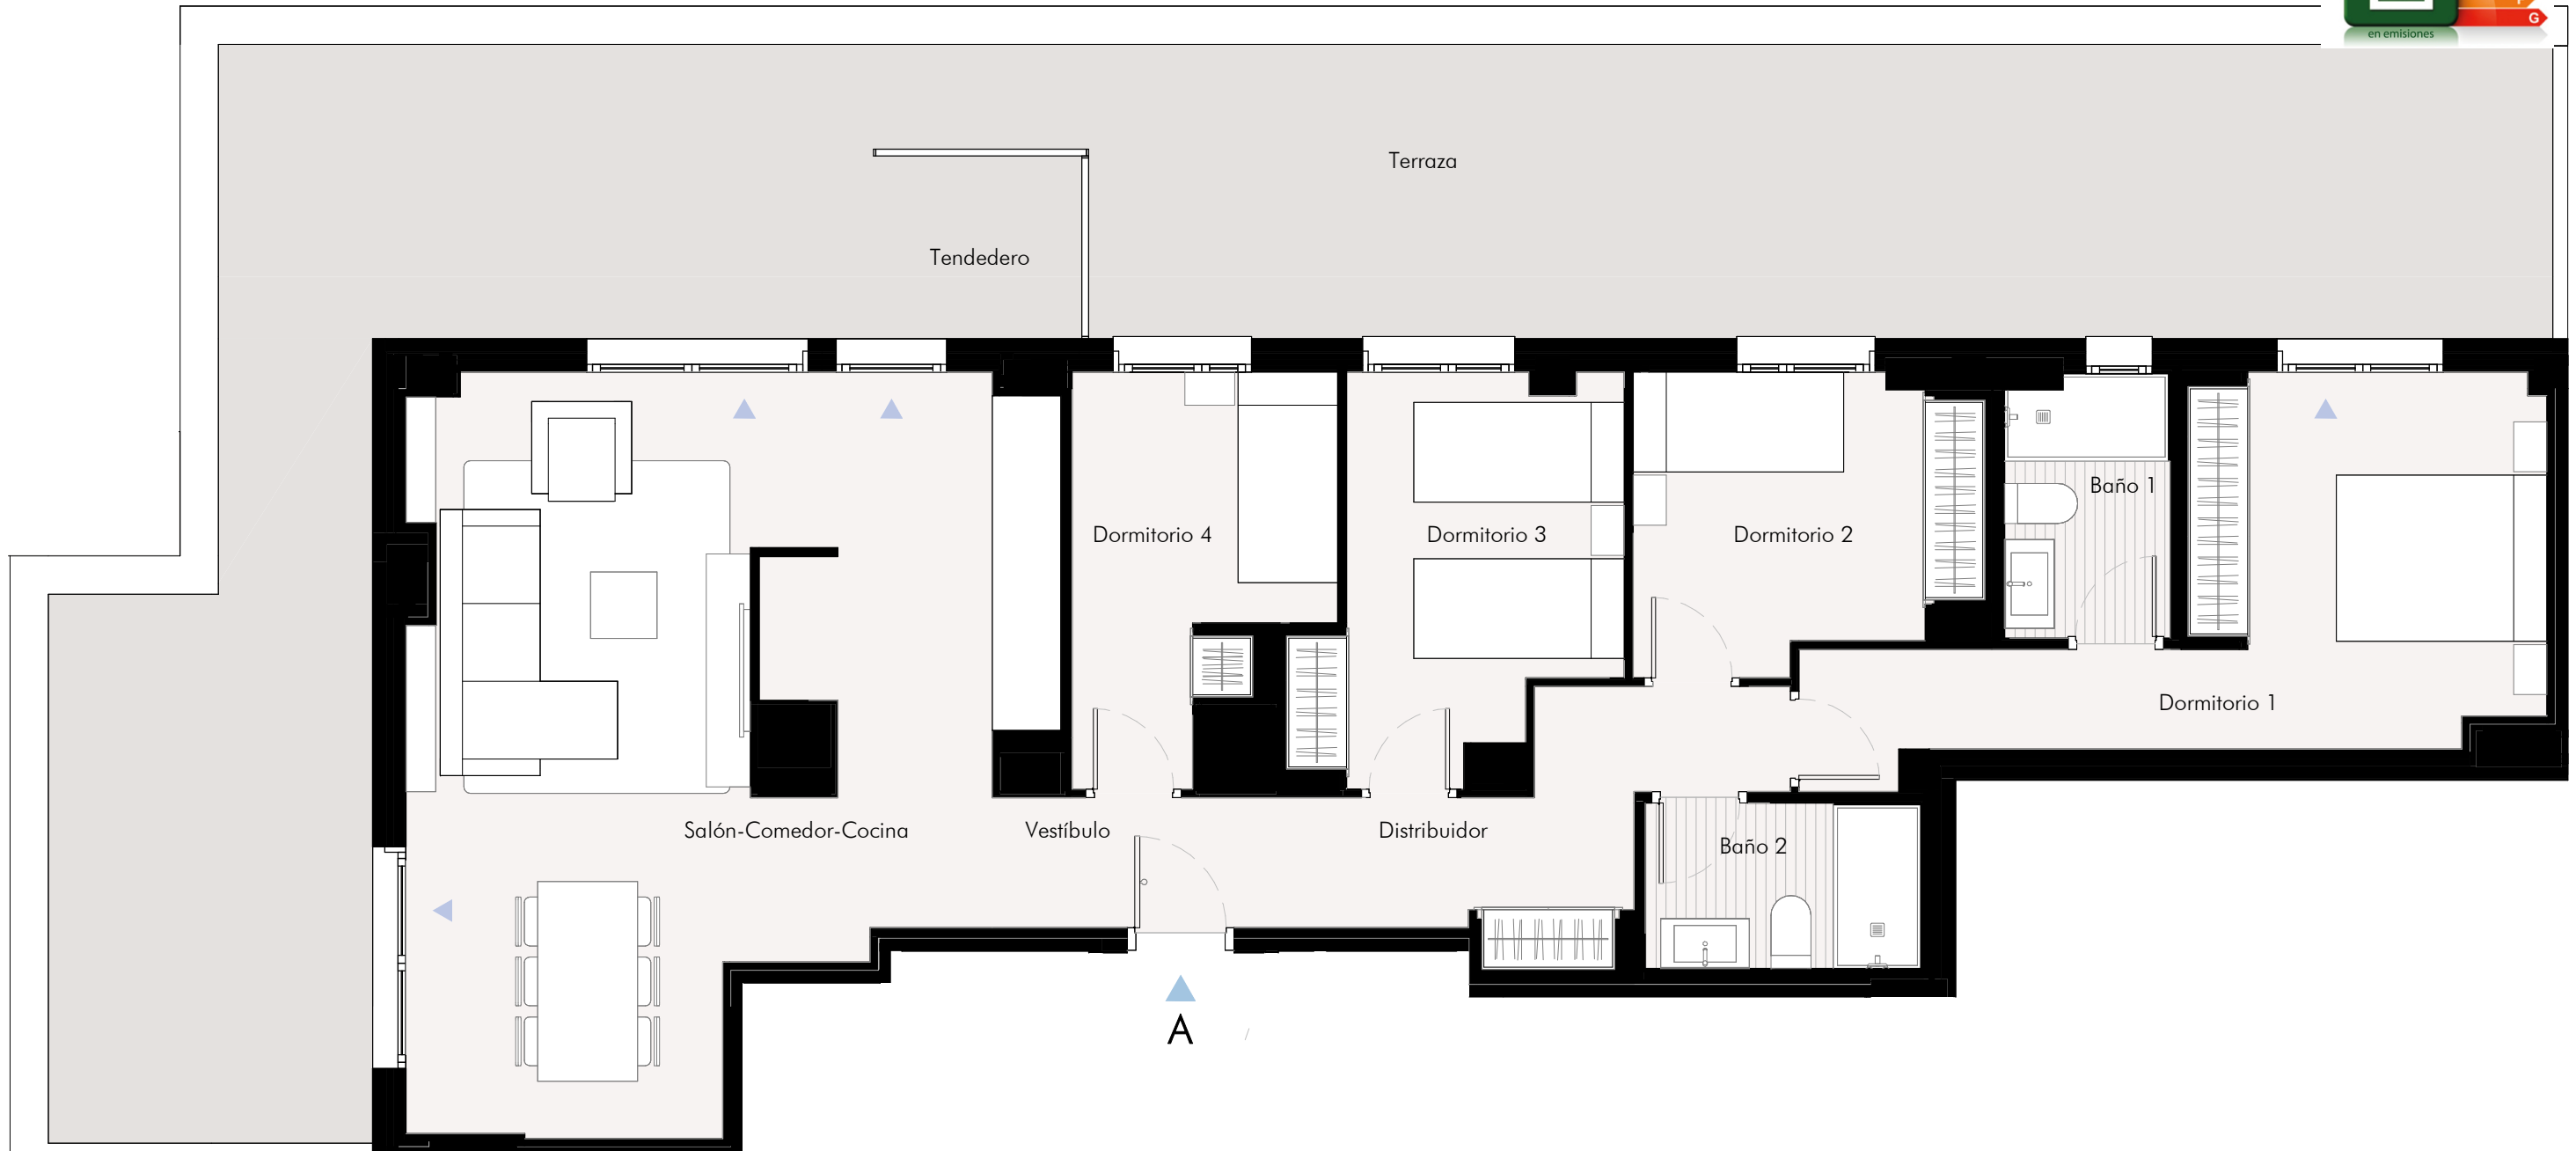 G
en emisiones
Terraza
Tendedero
Baño 1
Dormitorio 4
Dormitorio 3
Dormitorio 2
Dormitorio 1
Salón-Comedor-Cocina
Vestíbulo
Distribuidor
Baño 2
A